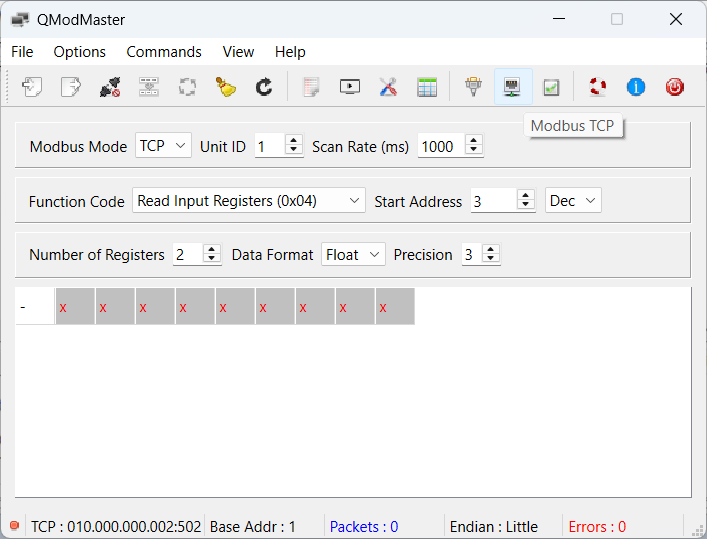 QModMaster
File Options Commands View Help
Modbus TCP
Modbus Mode TCP Unit ID 1 Scan Rate (ms) 1000
Function Code Read Input Registers (0x04) Start Address 3 Dec
Number of Registers 2 Data Format Float Precision 3
- x x x x x x x x x
TCP : 010.000.000.002:502 Base Addr : 1 Packets : 0 Endian : Little Errors : 0